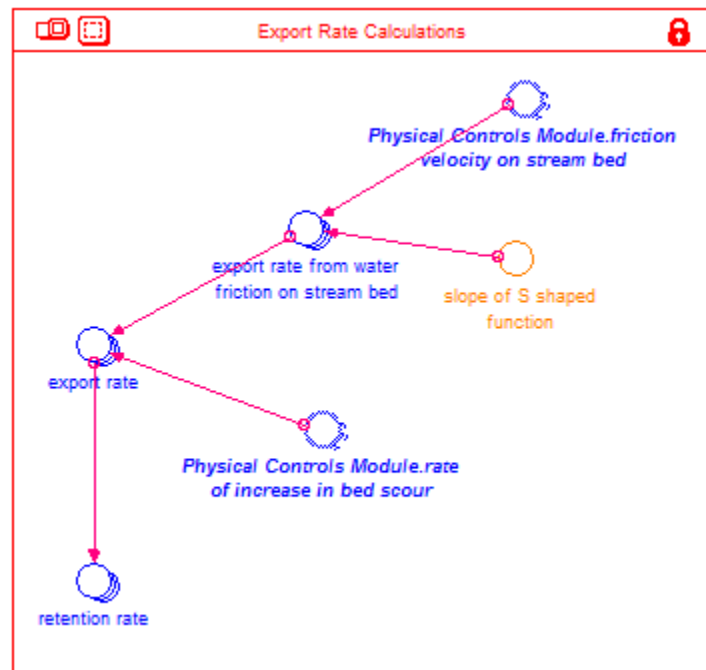 Export Rate Calculations
Physical Controls Module.friction
velocity on stream bed
export rate from water
friction on stream bed
slope of S shaped
function
export rate
Physical Controls Module.rate
of increase in bed scour
retention rate